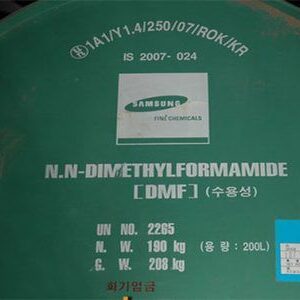 1A1/Y1.4/250/07/ROK/KR
IS 2007- 024
SAMSUNG
FINE CHEMICALS
N.N-DIMETHYLFORMAMIDE
[DMF] (수용성)
UN NO. 2265
N. W. 190 kg (용 량 : 200L)
G. W. 208 kg
화기엄금